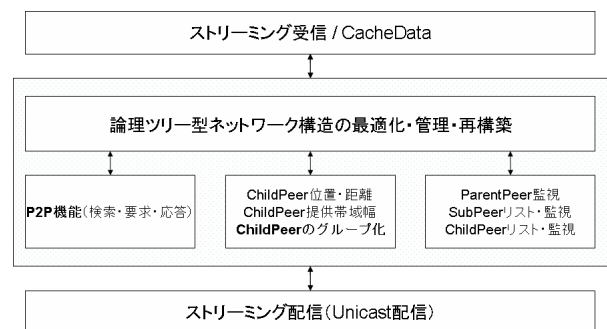 ストリーミング受信 / CacheData
論理ツリー型ネットワーク構造の最適化・管理・再構築
P2P機能(検索・要求・応答)
ChildPeer位置・距離
ChildPeer提供帯域幅
ChildPeerのグループ化
ParentPeer監視
SubPeerリスト・監視
ChildPeerリスト・監視
ストリーミング配信(Unicast配信)